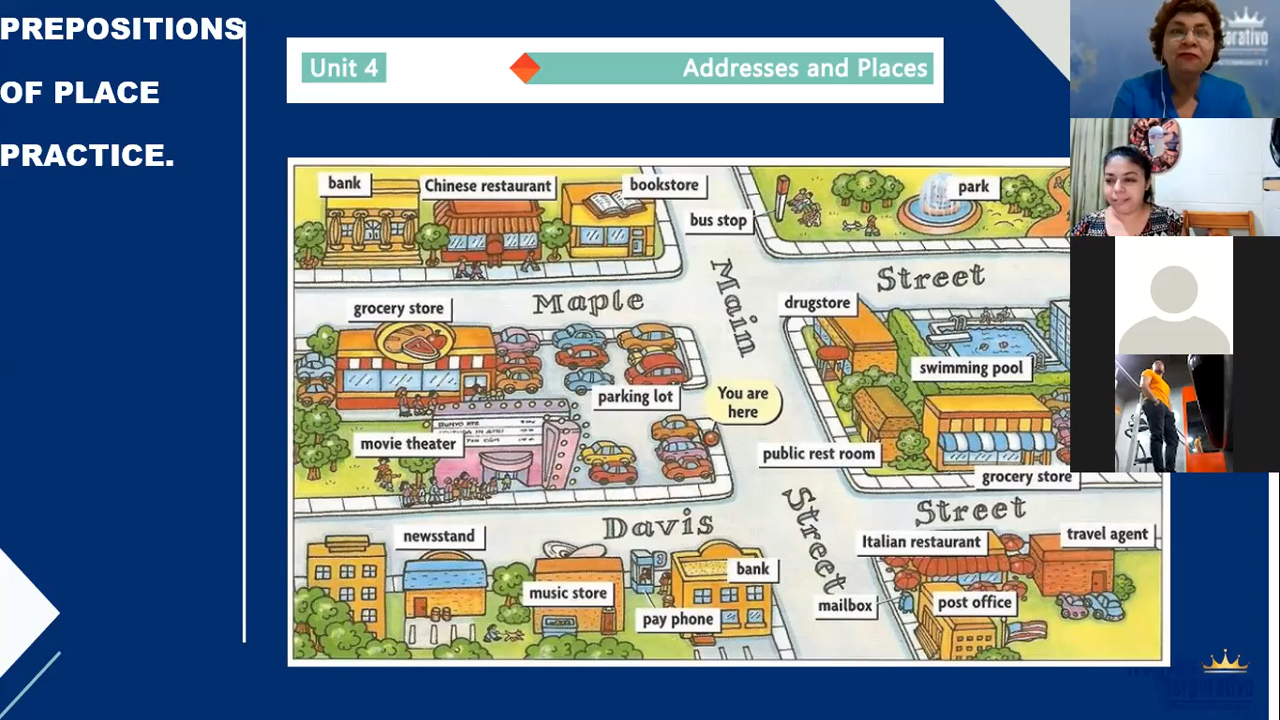 PREPOSITIONS
OF PLACE
PRACTICE.
Unit 4
Addresses and Places
bank
Chinese restaurant
bookstore
bus stop
park
Maple
Main
Street
grocery store
drugstore
swimming pool
parking lot
You are
here
movie theater
public rest room
grocery store
Davis
Street
Street
newsstand
music store
pay phone
bank
Italian restaurant
travel agent
mailbox
post office